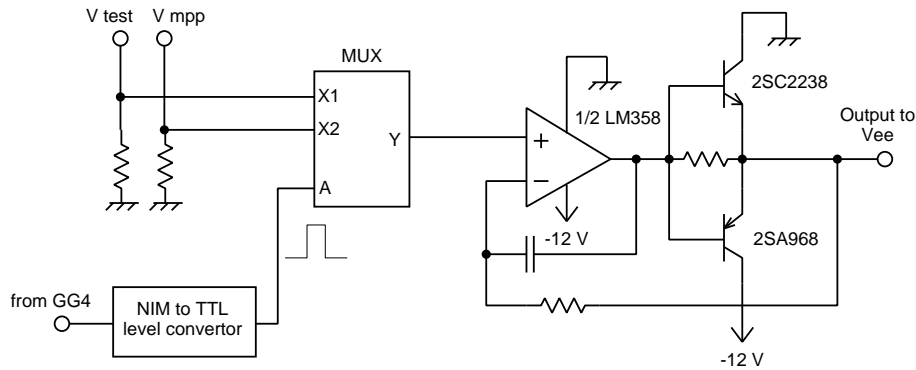 V test
V mpp
MUX
X1
X2
Y
A
+
−
1/2 LM358
-12 V
2SC2238
2SA968
-12 V
Output to
Vee
from GG4
NIM to TTL
level convertor